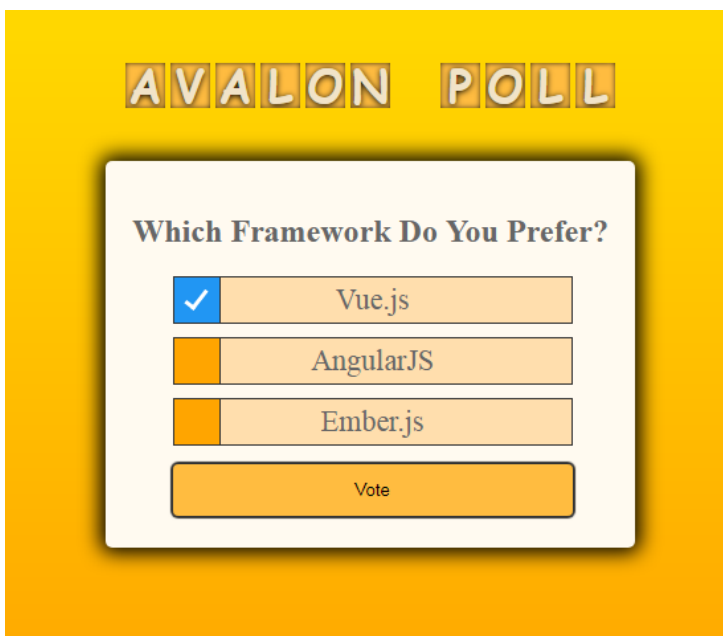 AVALON POLL
Which Framework Do You Prefer?
Vue.js
AngularJS
Ember.js
Vote